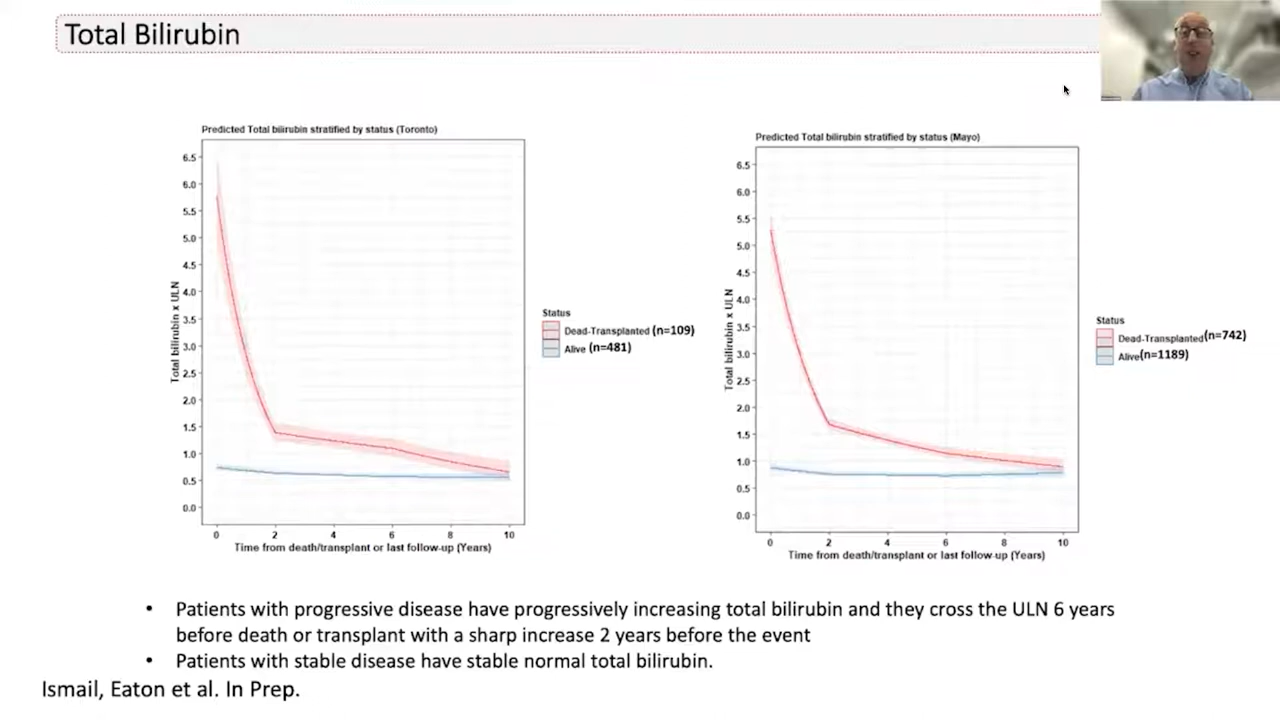 Total Bilirubin
Predicted Total bilirubin stratified by status (Toronto)
6.5
6.0
5.5
5.0
4.5
4.0
3.5
3.0
2.5
2.0
1.5
1.0
0.5
0.0
Total bilirubin x ULN
0 2 4 6 8 10
Time from death/transplant or last follow-up (Years)
Status
Dead-Transplanted (n=109)
Alive (n=481)
Predicted Total bilirubin stratified by status (Mayo)
6.5
6.0
5.5
5.0
4.5
4.0
3.5
3.0
2.5
2.0
1.5
1.0
0.5
0.0
Total bilirubin x ULN
0 2 4 6 8 10
Time from death/transplant or last follow-up (Years)
Status
Dead-Transplanted(n=742)
Alive(n=1189)
• Patients with progressive disease have progressively increasing total bilirubin and they cross the ULN 6 years
before death or transplant with a sharp increase 2 years before the event
• Patients with stable disease have stable normal total bilirubin.
Ismail, Eaton et al. In Prep.